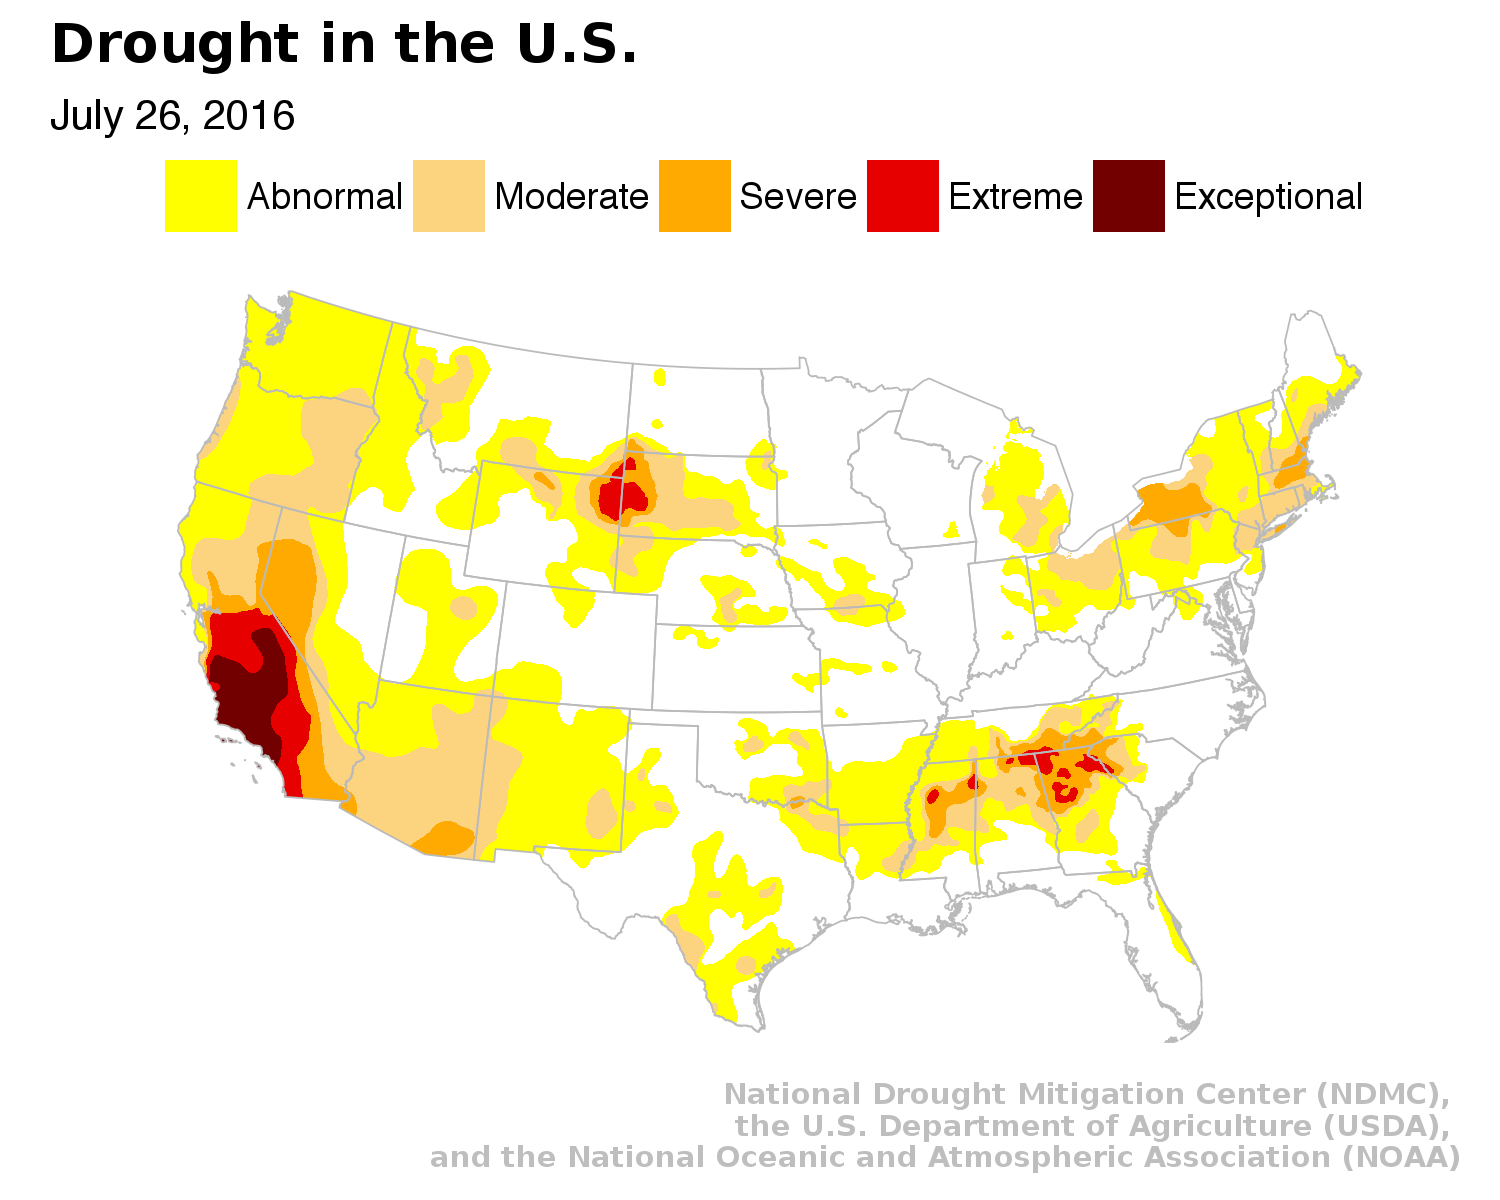 Drought in the U.S.
July 26, 2016
Abnormal Moderate Severe Extreme Exceptional
National Drought Mitigation Center (NDMC),
the U.S. Department of Agriculture (USDA),
and the National Oceanic and Atmospheric Association (NOAA)